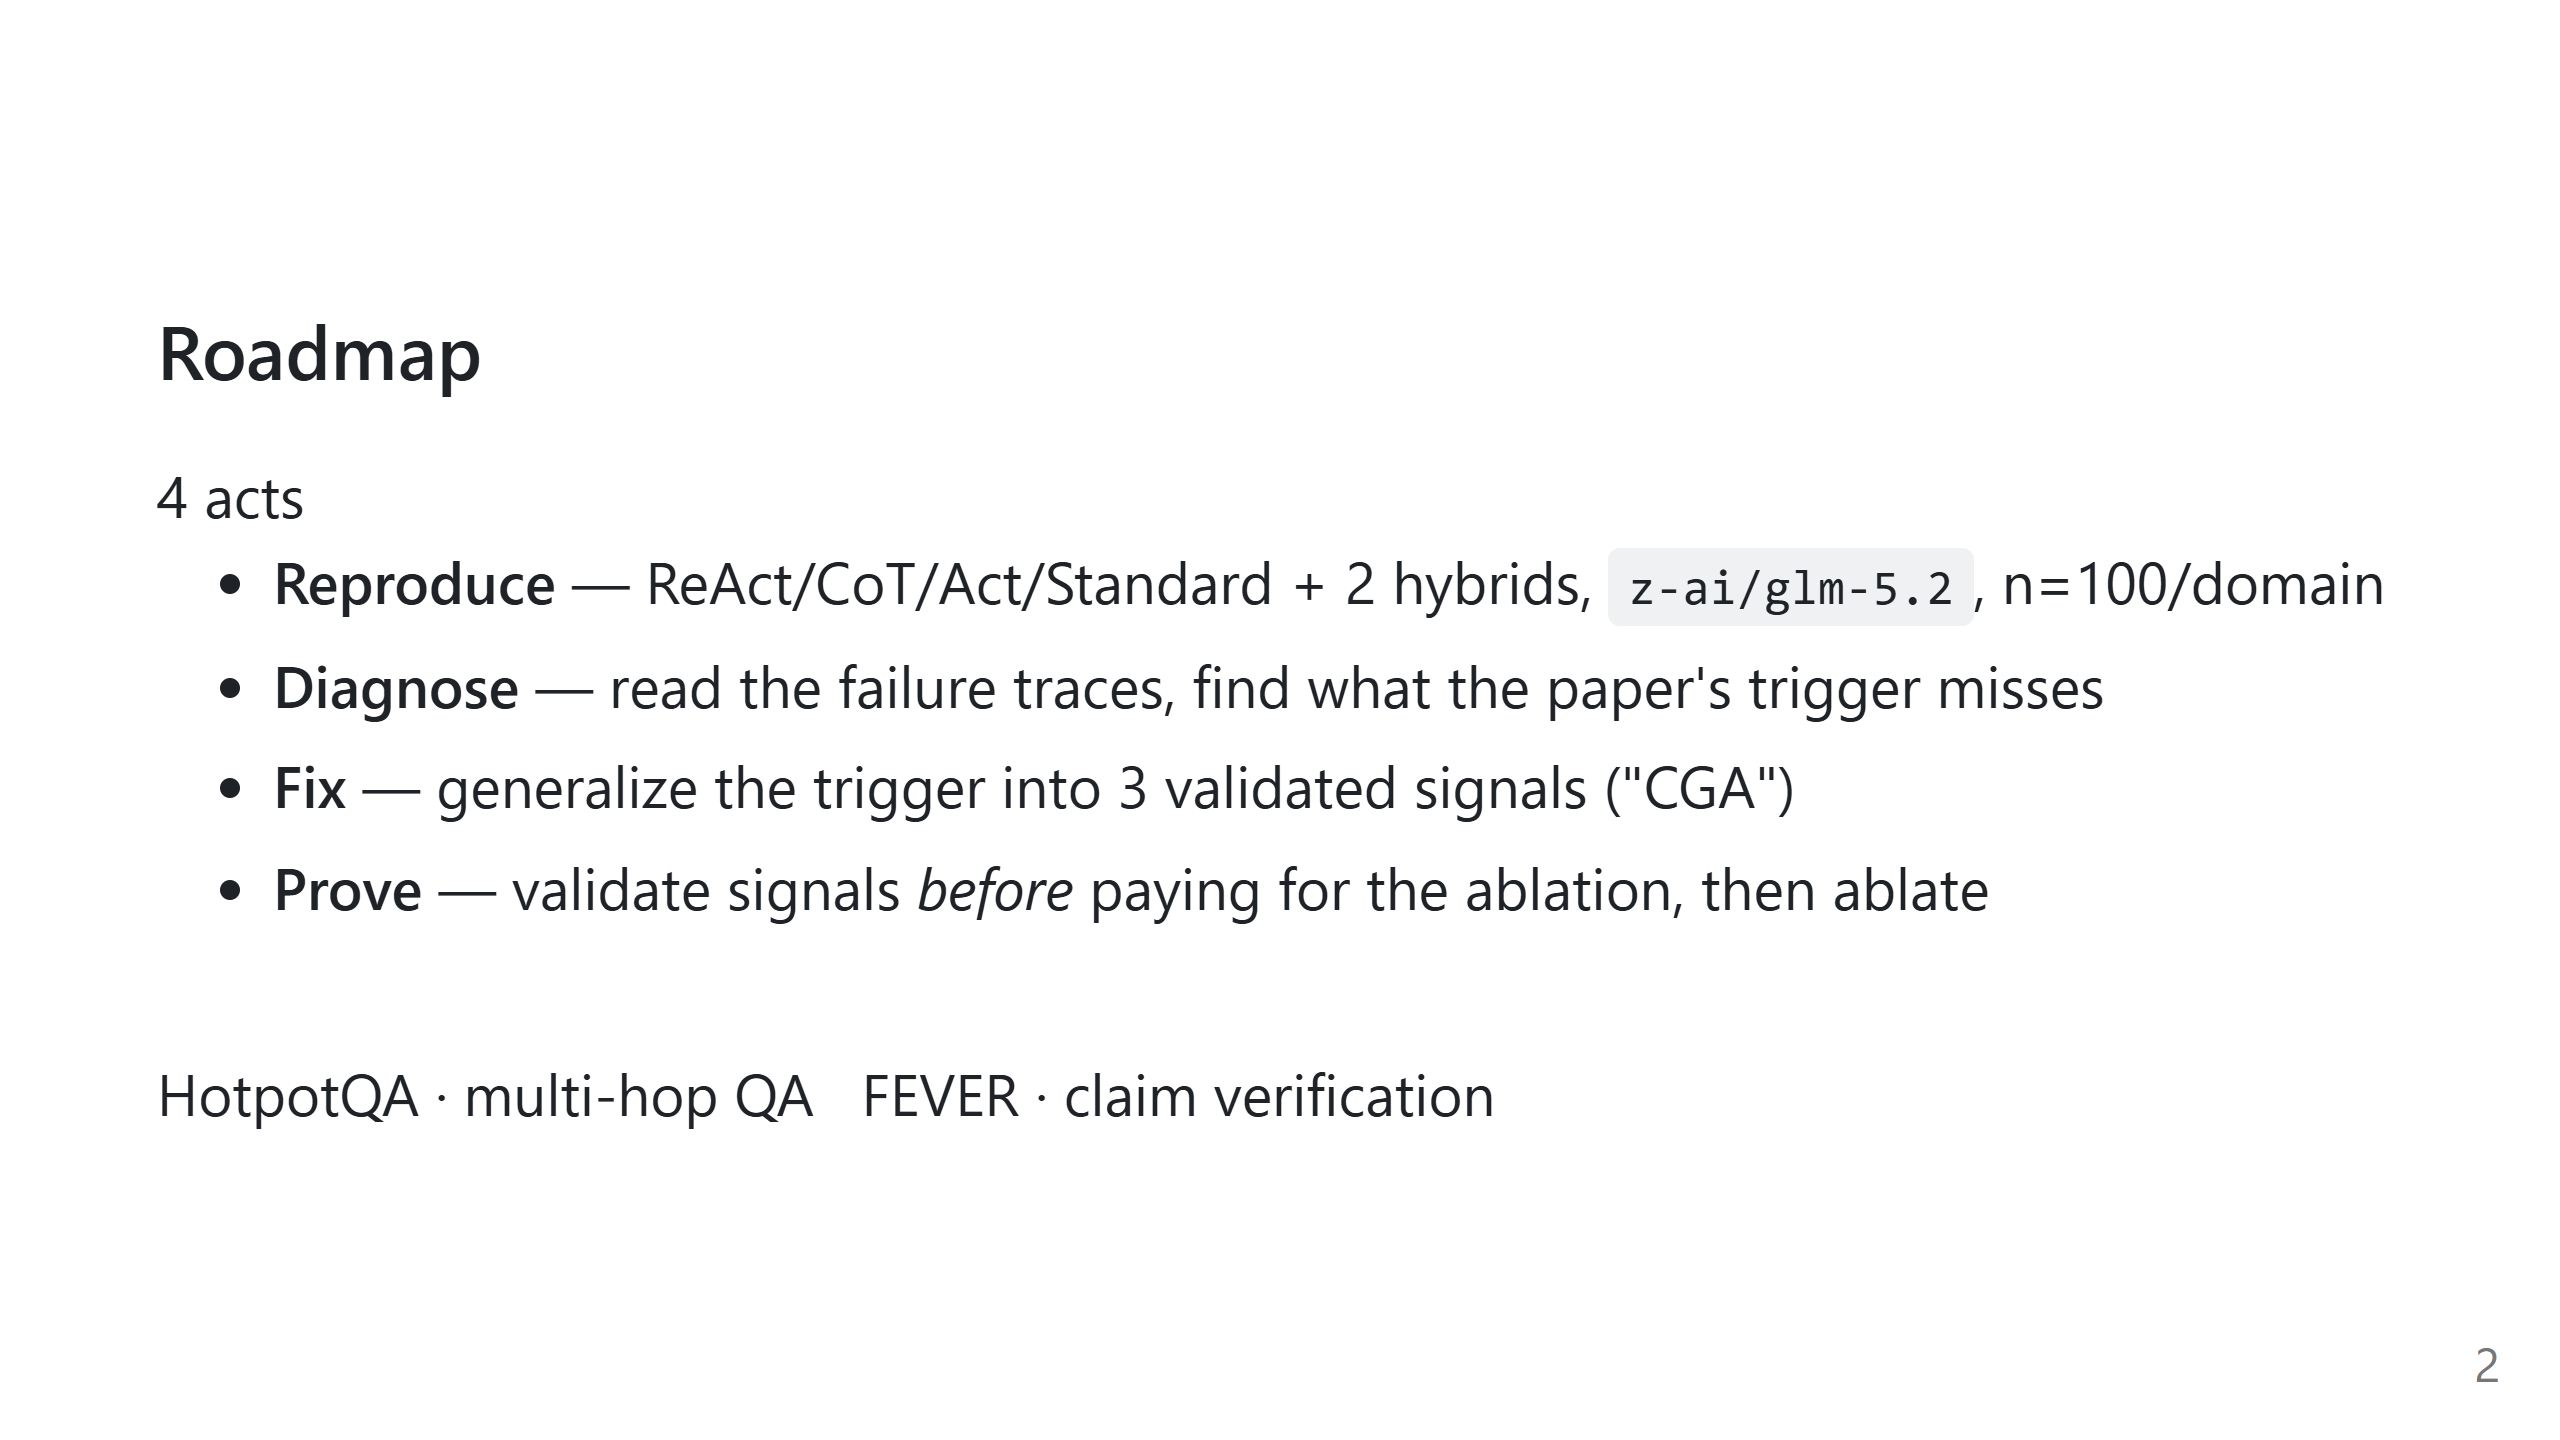 Roadmap
4 acts
• Reproduce — ReAct/CoT/Act/Standard + 2 hybrids, z-ai/glm-5.2, n=100/domain
• Diagnose — read the failure traces, find what the paper's trigger misses
• Fix — generalize the trigger into 3 validated signals ("CGA")
• Prove — validate signals before paying for the ablation, then ablate
HotpotQA · multi-hop QA FEVER · claim verification
2